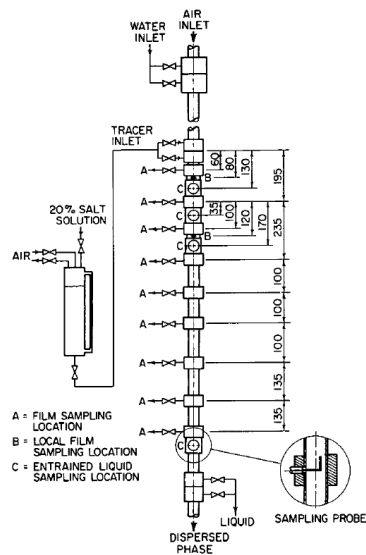 AIR
INLET
WATER
INLET
TRACER
INLET
A
B
C
60
80
130
195
20% SALT
SOLUTION
A
C
A
B
C
35
100
120
170
235
AIR
A
100
A
100
A
100
A
135
A
135
A
C
A = FILM SAMPLING
LOCATION
B = LOCAL FILM
SAMPLING LOCATION
C = ENTRAINED LIQUID
SAMPLING LOCATION
SAMPLING PROBE
LIQUID
DISPERSED
PHASE